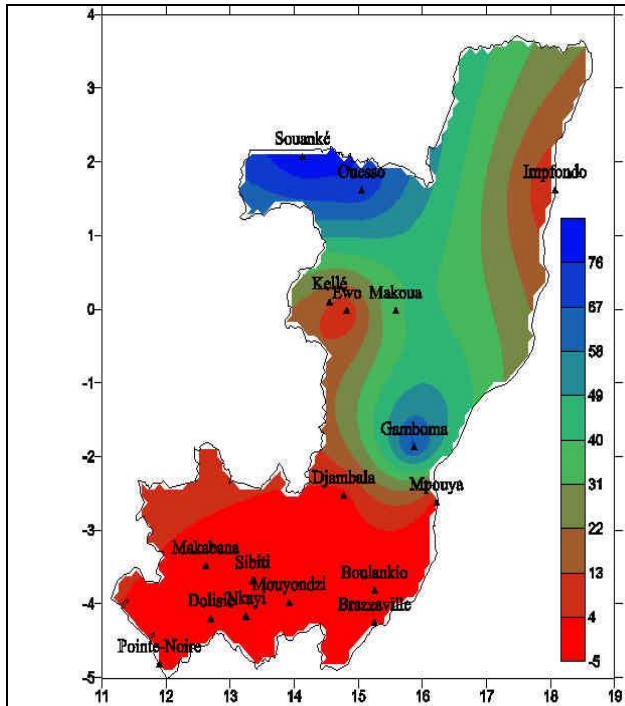 4
3
2
1
0
-1
-2
-3
-4
-5
11 12 13 14 15 16 17 18 19
Souanké
Ouesso
Impfondo
Kellé
Ewo Makoua
Gamboma
Djambala
Mpouya
Makabana
Sibiti
Mouyondzi
Boulankio
Dolisie
Nkayi
Brazzaville
Pointe-Noire
76
67
58
49
40
31
22
13
4
-5